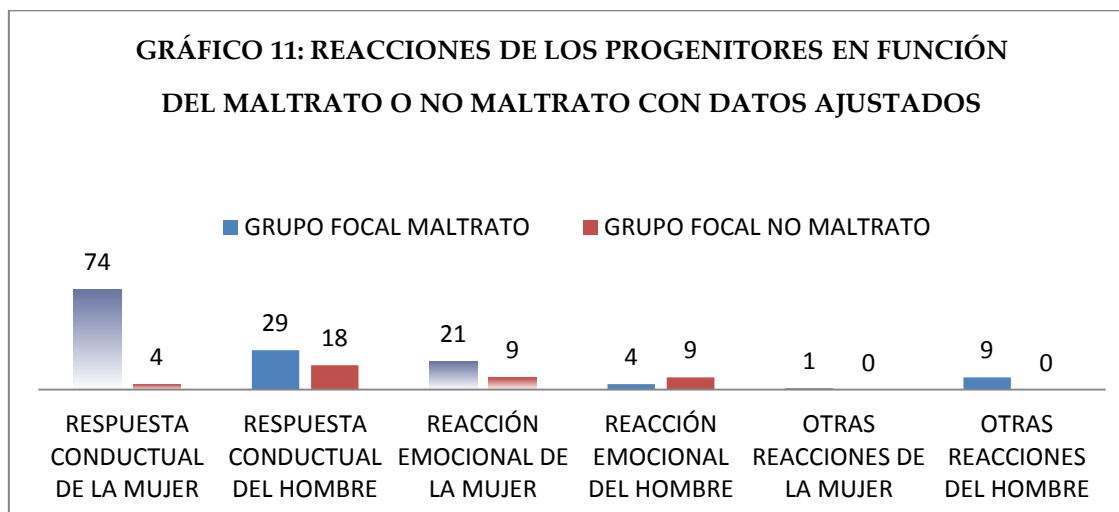 GRÁFICO 11: REACCIONES DE LOS PROGENITORES EN FUNCIÓN
DEL MALTRATO O NO MALTRATO CON DATOS AJUSTADOS
GRUPO FOCAL MALTRATO GRUPO FOCAL NO MALTRATO
74 4 29 18 21 9 4 9 1 0 9 0
RESPUESTA CONDUCTUAL DE LA MUJER
RESPUESTA CONDUCTUAL DEL HOMBRE
REACCIÓN EMOCIONAL DE LA MUJER
REACCIÓN EMOCIONAL DEL HOMBRE
OTRAS REACCIONES DE LA MUJER
OTRAS REACCIONES DEL HOMBRE